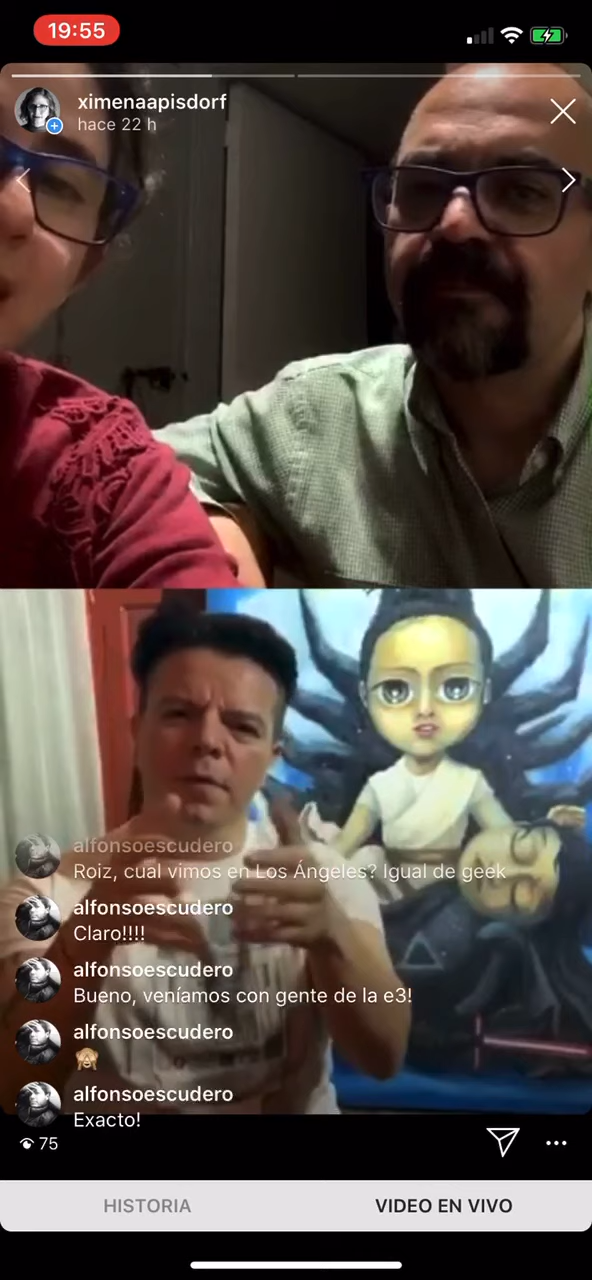 19:55
ximenaapisdorf
hace 22 h
alfonsoescudero
Roiz, cual vimos en Los Ángeles? Igual de geek
alfonsoescudero
Claro!!!!
alfonsoescudero
Bueno, veníamos con gente de la e3!
alfonsoescudero
🙈
alfonsoescudero
Exacto!
75
HISTORIA
VIDEO EN VIVO